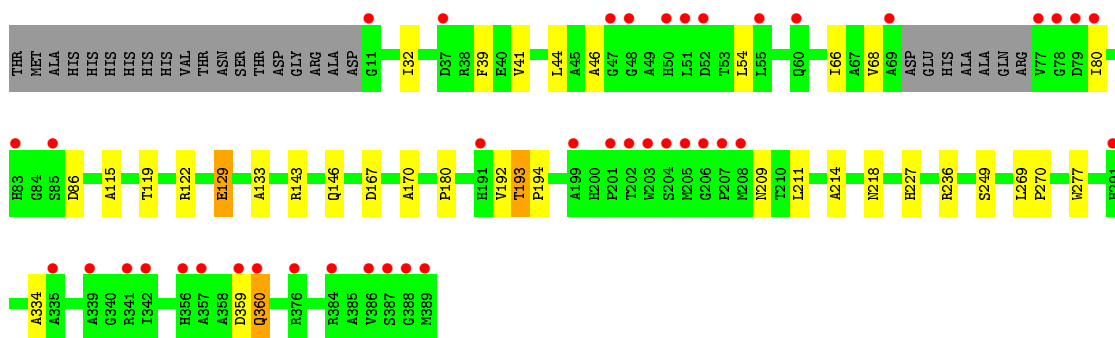 THR MET ALA HIS HIS HIS HIS HIS HIS VAL THR ASN SER THR ASP GLY ARG ALA ASP G11 I32 D37 R38 F39 E40 V41 L44 A45 A46 G47 G48 A49 H50 L51 D52 T53 L54 L55 Q60 I66 A67 V68 A69 ASP GLU HIS ALA ALA GLN ARG V77 G78 D79 I80
H83 G84 S85 D86 A115 T119 R122 E129 A133 R143 Q146 D167 A170 P180 H191 V192 T193 P194 A199 H200 P201 T202 W203 S204 M205 G206 P207 M208 N209 T210 L211 A214 N218 H227 R236 S249 L269 P270 W277
A334 A335 A339 G340 R341 I342 H356 A357 A358 D359 Q360 R376 R384 A385 V386 S387 G388 M389